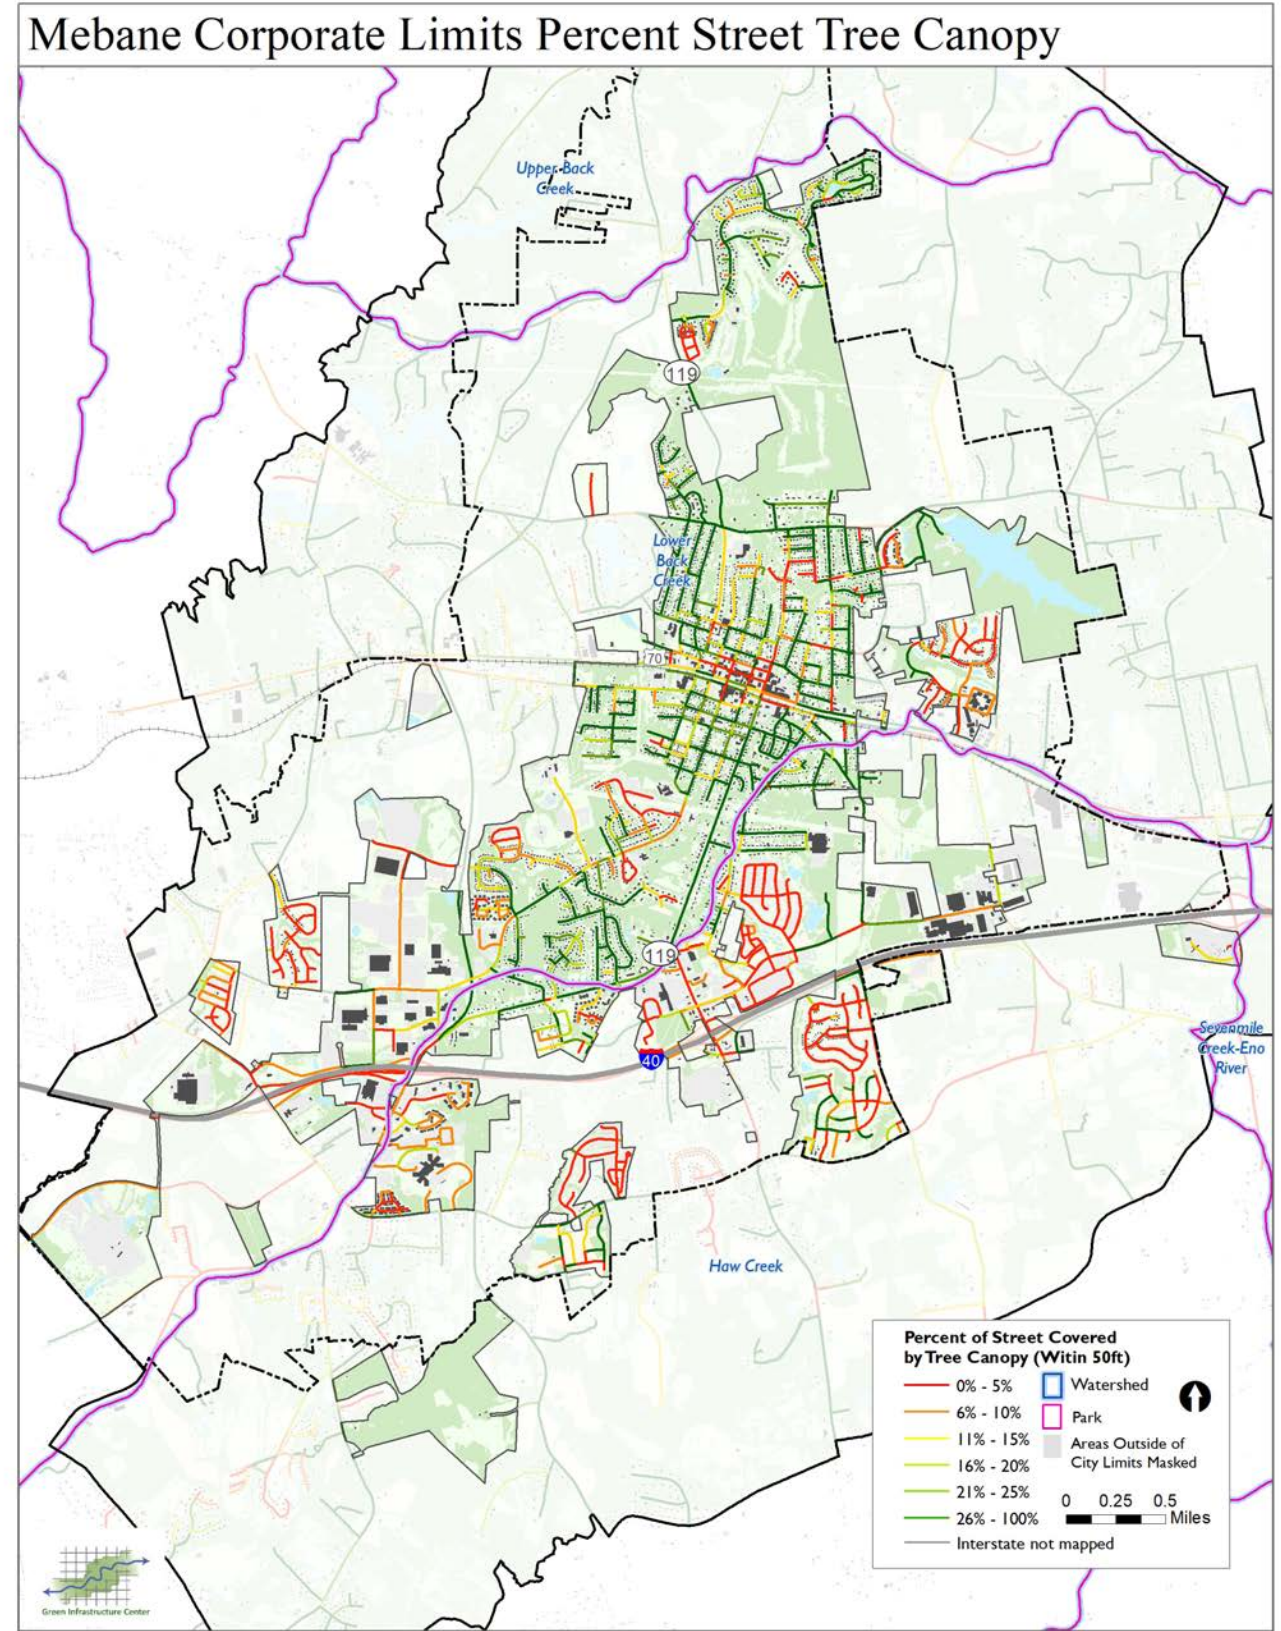 Mebane Corporate Limits Percent Street Tree Canopy
Upper Back
Creek
119
Lower
Back
Creek
70
119
40
Sevenmile
Creek-Eno
River
Haw Creek
Percent of Street Covered
by Tree Canopy (Witin 50ft)
0% - 5%
6% - 10%
11% - 15%
16% - 20%
21% - 25%
26% - 100%
Interstate not mapped
Watershed
Park
Areas Outside of
City Limits Masked
0 0.25 0.5
Miles
Green Infrastructure Center